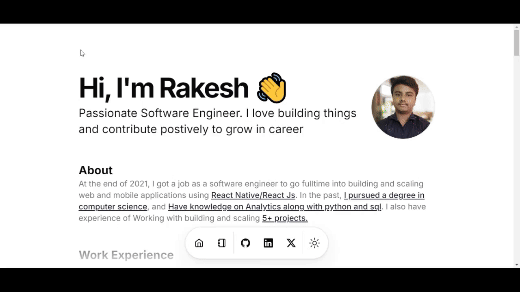 Hi, I'm Rakesh 👋
Passionate Software Engineer. I love building things
and contribute postively to grow in career
About
At the end of 2021, I got a job as a software engineer to go fulltime into building and scaling
web and mobile applications using React Native/React Js. In the past, I pursued a degree in
computer science, and Have knowledge on Analytics along with python and sql. I also have
experience of Working with building and scaling 5+ projects.
Work Experience